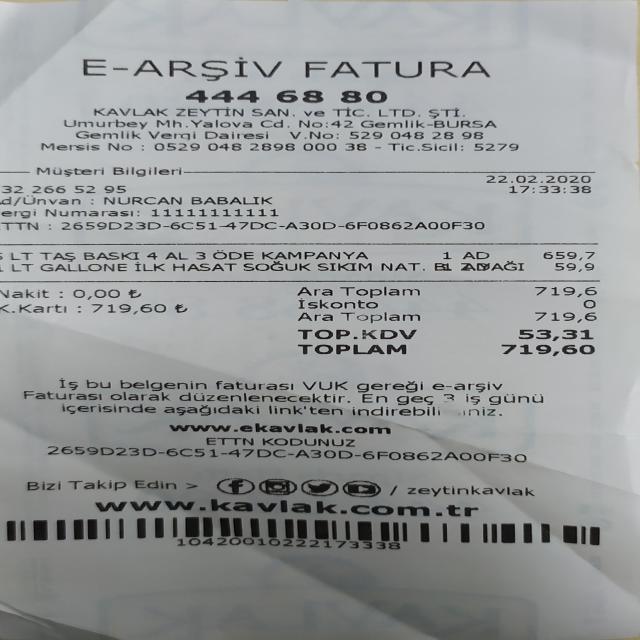 E-ARŞİV FATURA
444 68 80
KAVLAK ZEYTİN SAN. ve TİC. LTD. ŞTİ.
Umurbey Mh.Yalova Cd. No:42 Gemlik-BURSA
Gemlik Vergi Dairesi V.No: 529 048 28 98
Mersis No : 0529 048 2898 000 38 - Tic.Sicil: 5279
Müşteri Bilgileri
22.02.2020
32 266 52 95 17:33:38
d/Ünvan : NURCAN BABALIK
ergi Numarası: 11111111111
ETTN : 2659D23D-6C51-47DC-A30D-6F0862A00F30
5 LT TAŞ BASKI 4 AL 3 ÖDE KAMPANYA 1 AD 659,7
1 LT GALLONE İLK HASAT SOĞUK SIKIM NAT. 59,9
Nakit : 0,00 ₺ Ara Toplam 719,6
K.Kartı : 719,60 ₺ İskonto 0
Ara Toplam 719,6
TOP.KDV 53,31
TOPLAM 719,60
İş bu belgenin faturası VUK gereği e-arşiv
Faturası olarak düzenlenecektir. En geç 3 iş günü
içerisinde aşağıdaki link'ten
www.ekavlak.com
ETTN KODUNUZ
2659D23D-6C51-47DC-A30D-6F0862A00F30
Bizi Takip Edin > / zeytinkavlak
www.kavlak.com.tr
10420010222173338